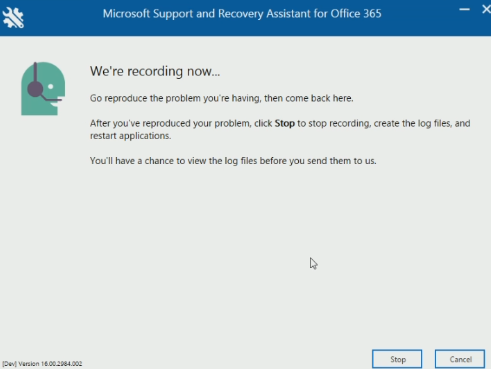 Microsoft Support and Recovery Assistant for Office 365
We're recording now...
Go reproduce the problem you're having, then come back here.
After you've reproduced your problem, click Stop to stop recording, create the log files, and
restart applications.
You'll have a chance to view the log files before you send them to us.
Stop
Cancel
[Dev] Version 16.00.2984.002